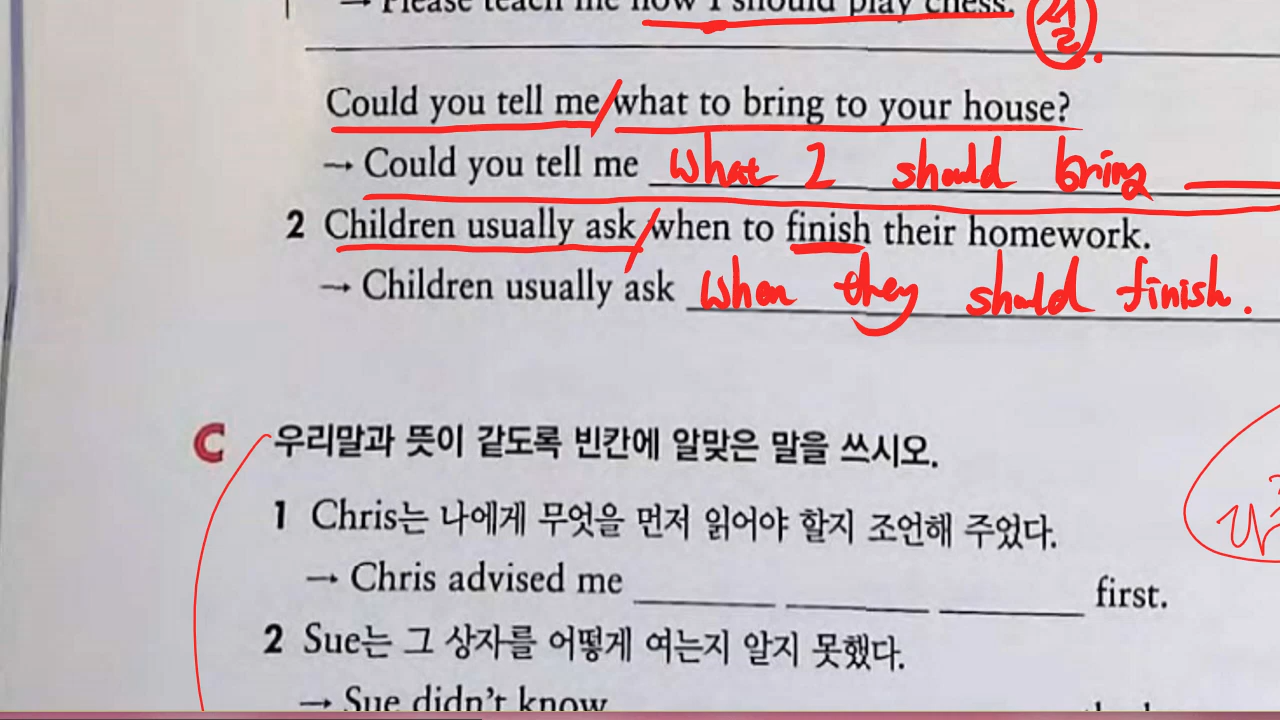 → Please teach me how I should play chess.
설
Could you tell me/what to bring to your house?
→ Could you tell me what I should bring
2 Children usually ask/when to finish their homework.
→ Children usually ask when they should finish.
C 우리말과 뜻이 같도록 빈칸에 알맞은 말을 쓰시오.
1 Chris는 나에게 무엇을 먼저 읽어야 할지 조언해 주었다.
→ Chris advised me ____ ____ ____ first.
2 Sue는 그 상자를 어떻게 여는지 알지 못했다.
→ Sue didn't know